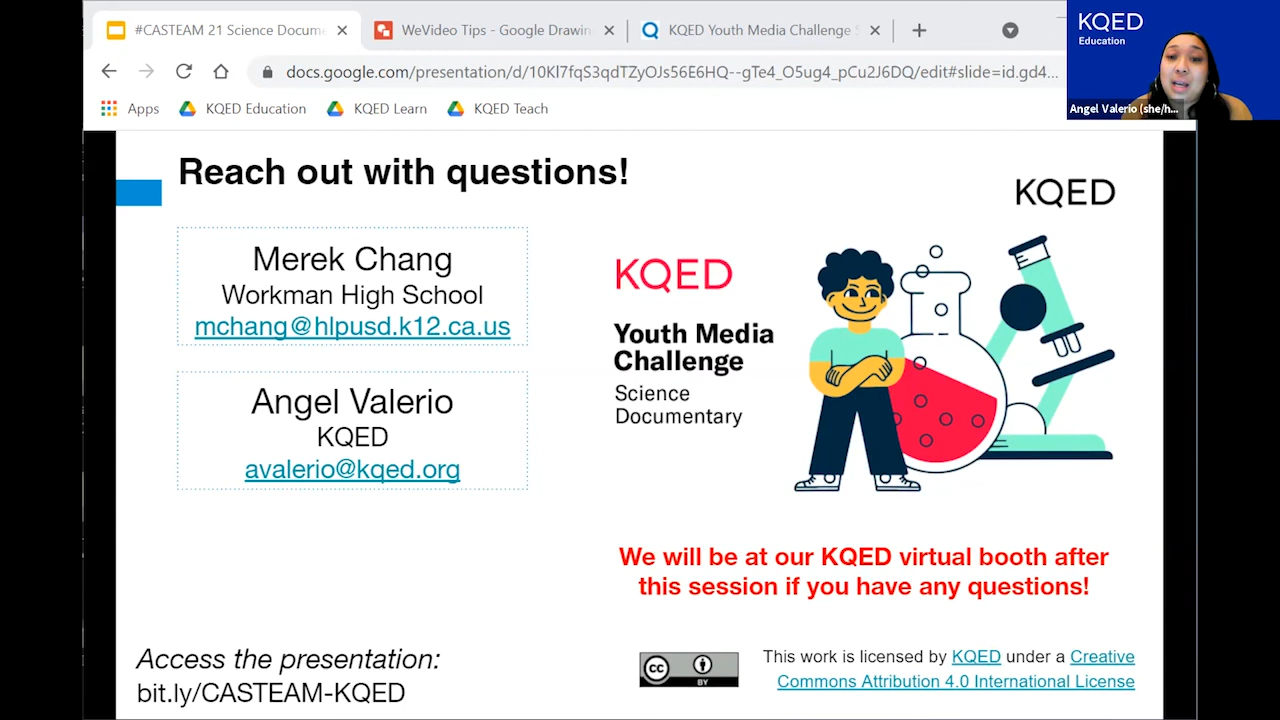 #CASTEAM 21 Science Docum
WeVideo Tips - Google Drawin
KQED Youth Media Challenge S
docs.google.com/presentation/d/10Kl7fqS3qdTZyOJs56E6HQ--gTe4_O5ug4_pCu2J6DQ/edit#slide=id.gd4...
Apps
KQED Education
KQED Learn
KQED Teach
KQED
Education
Angel Valerio (she/h...
Reach out with questions!
KQED
Merek Chang
Workman High School
mchang@hlpusd.k12.ca.us
Angel Valerio
KQED
avalerio@kqed.org
KQED
Youth Media
Challenge
Science
Documentary
We will be at our KQED virtual booth after
this session if you have any questions!
Access the presentation:
bit.ly/CASTEAM-KQED
cc
BY
This work is licensed by KQED under a Creative
Commons Attribution 4.0 International License